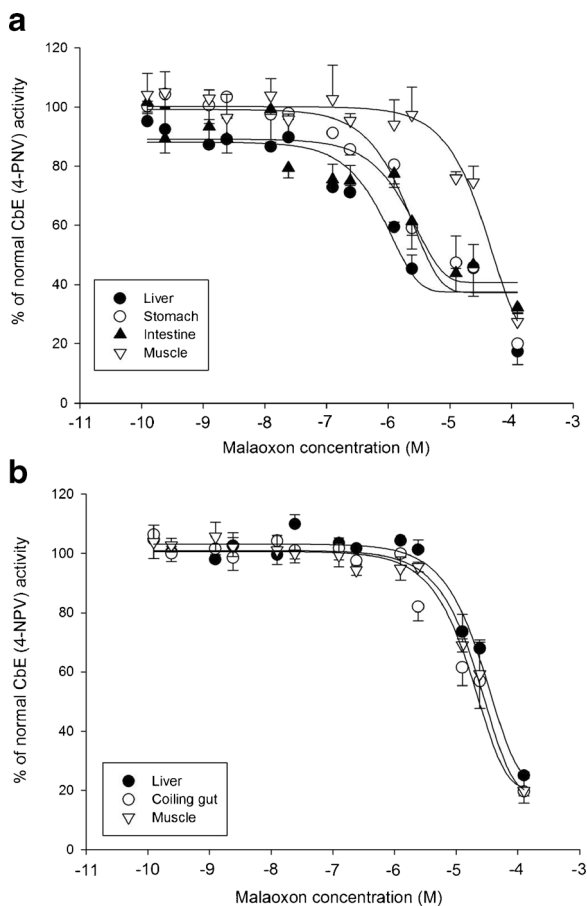 a
% of normal CbE (4-PNV) activity
120
100
80
60
40
20
0
Liver
Stomach
Intestine
Muscle
-11 -10 -9 -8 -7 -6 -5 -4 -3
Malaoxon concentration (M)
b
% of normal CbE (4-NPV) activity
120
100
80
60
40
20
0
Liver
Coiling gut
Muscle
-11 -10 -9 -8 -7 -6 -5 -4 -3
Malaoxon concentration (M)